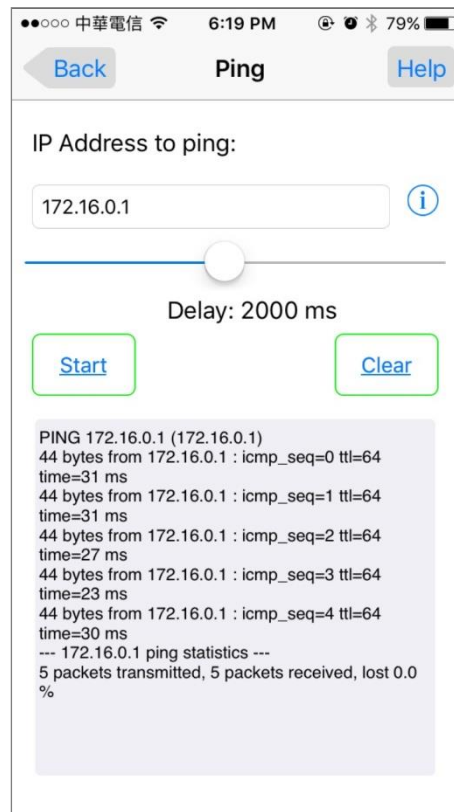 中華電信 6:19 PM 79%
Back Ping Help
IP Address to ping:
172.16.0.1
Delay: 2000 ms
Start Clear
PING 172.16.0.1 (172.16.0.1)
44 bytes from 172.16.0.1 : icmp_seq=0 ttl=64
time=31 ms
44 bytes from 172.16.0.1 : icmp_seq=1 ttl=64
time=31 ms
44 bytes from 172.16.0.1 : icmp_seq=2 ttl=64
time=27 ms
44 bytes from 172.16.0.1 : icmp_seq=3 ttl=64
time=23 ms
44 bytes from 172.16.0.1 : icmp_seq=4 ttl=64
time=30 ms
--- 172.16.0.1 ping statistics ---
5 packets transmitted, 5 packets received, lost 0.0
%